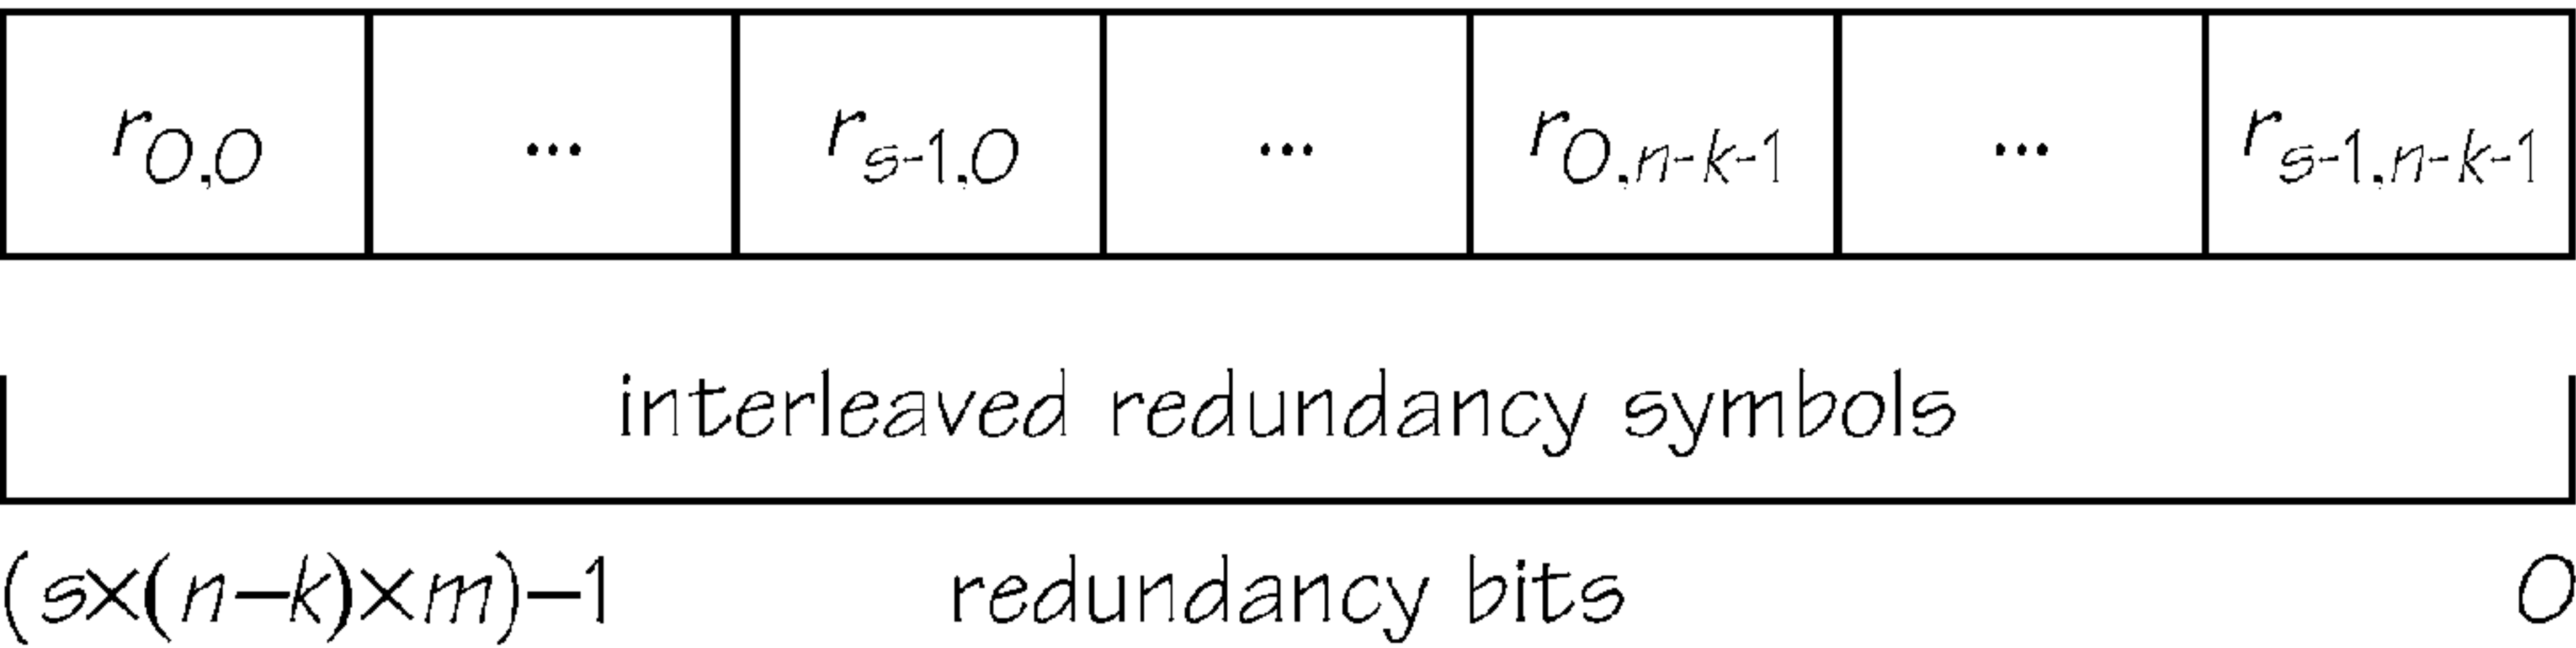 r0,0 ... rs-1,0 ... r0,n-k-1 ... rs-1,n-k-1
interleaved redundancy symbols
(s×(n−k)×m)−1 redundancy bits 0